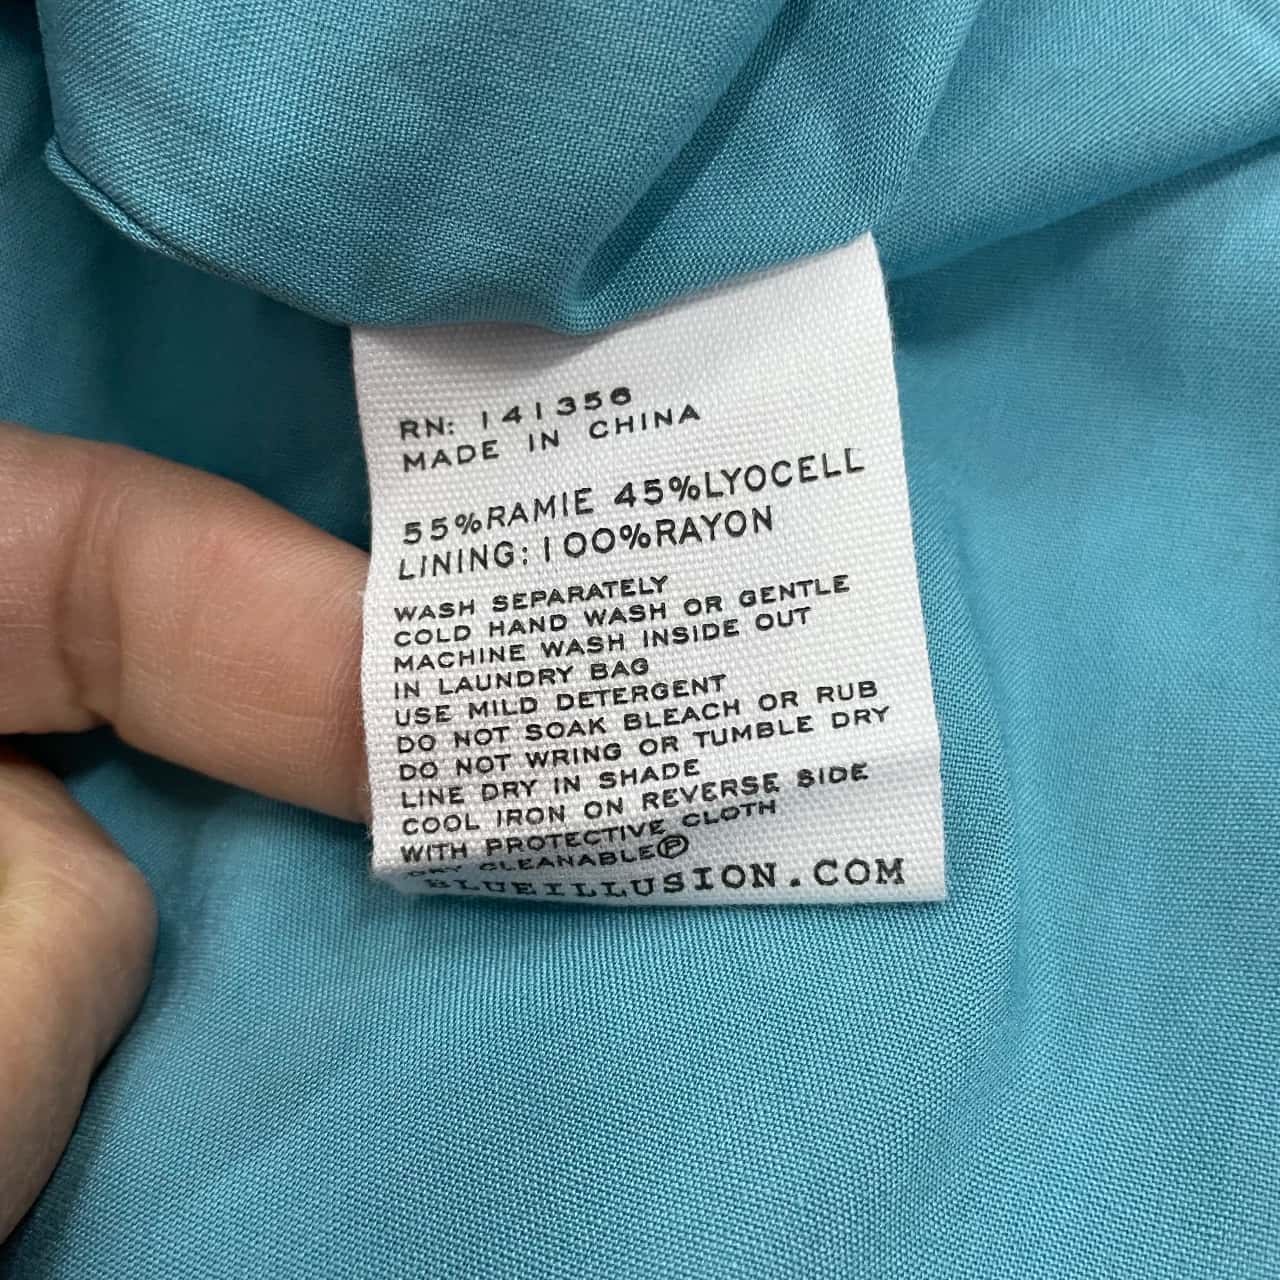 RN: 141356
MADE IN CHINA
55%RAMIE 45%LYOCELL
LINING:100%RAYON
WASH SEPARATELY
COLD HAND WASH OR GENTLE
MACHINE WASH INSIDE OUT
IN LAUNDRY BAG
USE MILD DETERGENT
DO NOT SOAK BLEACH OR RUB
DO NOT WRING OR TUMBLE DRY
LINE DRY IN SHADE
COOL IRON ON REVERSE SIDE
WITH PROTECTIVE CLOTH
DRY CLEANABLEⓅ
BLUEILLUSION.COM